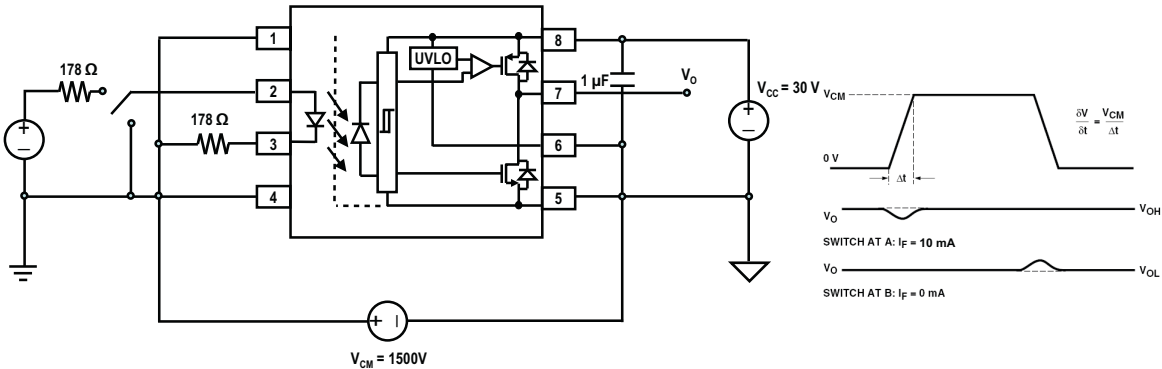 1
8
UVLO
178 Ω
1 µF
V_O
2
7
V_CC = 30 V
+
–
178 Ω
3
6
4
5
+
–
V_CM = 1500V
V_CM
δV/δt = V_CM/Δt
0 V
Δt
V_O
V_OH
SWITCH AT A: I_F = 10 mA
V_O
V_OL
SWITCH AT B: I_F = 0 mA